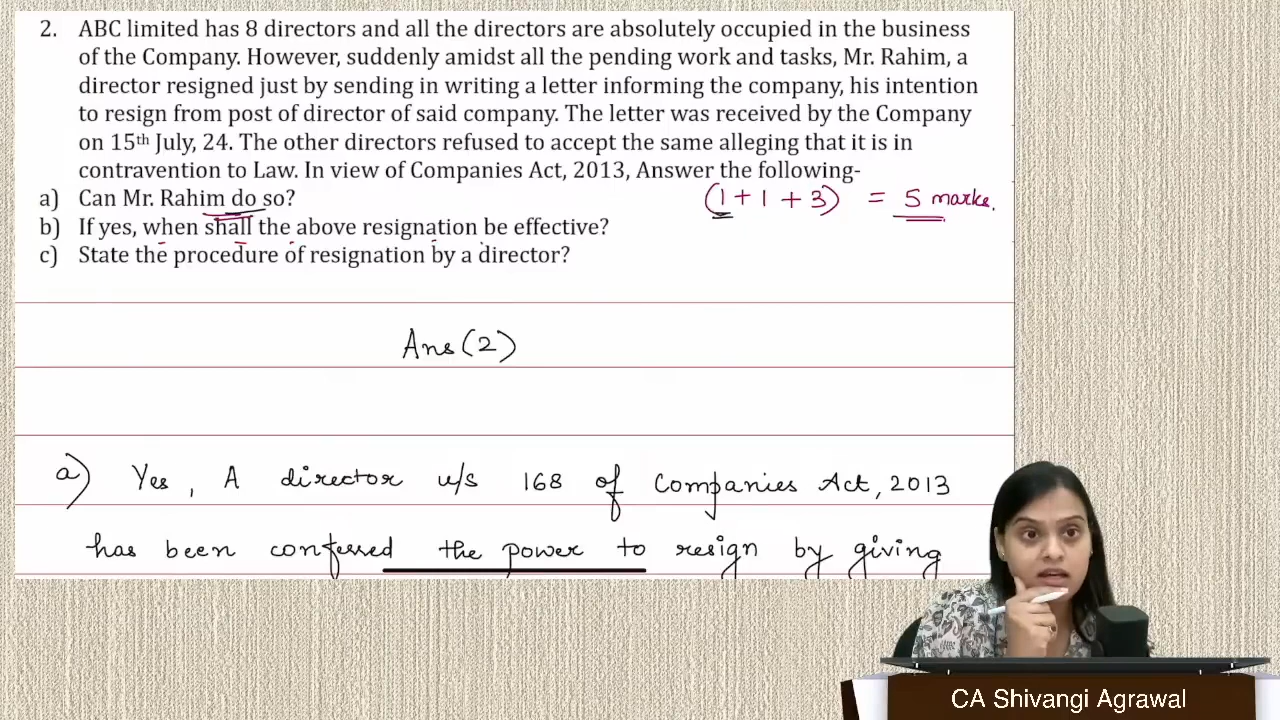 2. ABC limited has 8 directors and all the directors are absolutely occupied in the business
of the Company. However, suddenly amidst all the pending work and tasks, Mr. Rahim, a
director resigned just by sending in writing a letter informing the company, his intention
to resign from post of director of said company. The letter was received by the Company
on 15th July, 24. The other directors refused to accept the same alleging that it is in
contravention to Law. In view of Companies Act, 2013, Answer the following-
a) Can Mr. Rahim do so?
(1 + 1 + 3) = 5 marks.
b) If yes, when shall the above resignation be effective?
c) State the procedure of resignation by a director?
Ans (2)
a) Yes, A director u/s 168 of Companies Act, 2013
has been conferred the power to resign by giving
CA Shivangi Agrawal